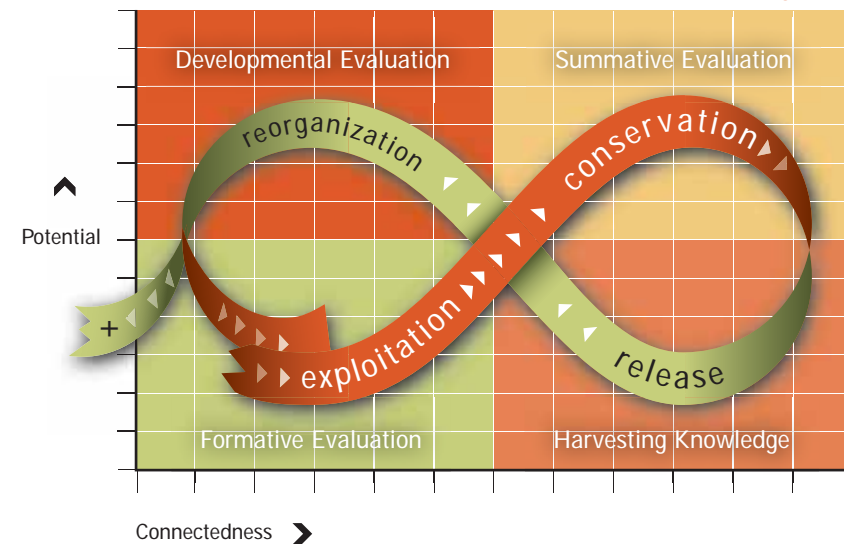 Developmental Evaluation
Summative Evaluation
reorganization
conservation
Potential
+
exploitation
release
Formative Evaluation
Harvesting Knowledge
Connectedness